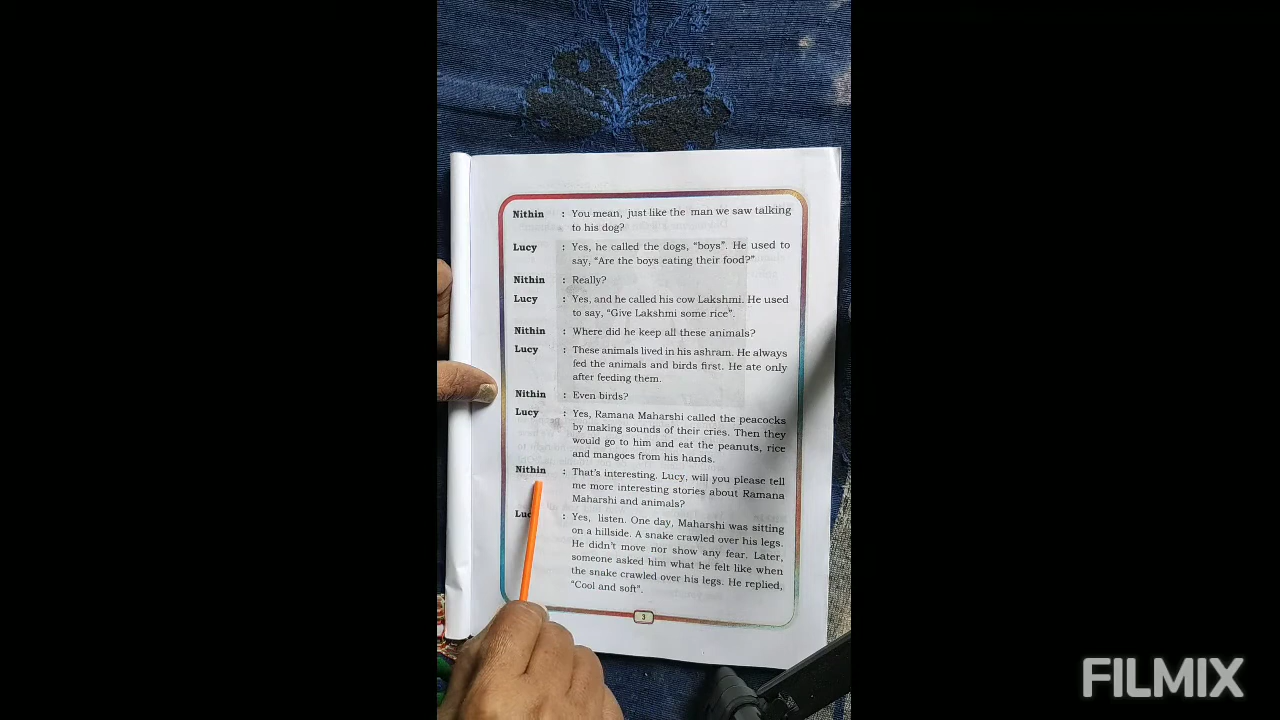 Nithin : You mean, just like the man we saw talking
to his dog?
Lucy : Yes, he called the dogs, "boys". He used to
say, "Are the boys eating their food?"
Nithin : Really?
Lucy : Yes, and he called his cow Lakshmi. He used
to say, "Give Lakshmi some rice".
Nithin : Where did he keep all these animals?
Lucy : These animals lived in his ashram. He always
fed the animals and birds first. He ate only
after feeding them.
Nithin : Even birds?
Lucy : Yes, Ramana Maharshi called the peacocks
by making sounds of their cries. Then they
would go to him and eat the peanuts, rice
and mangoes from his hands.
Nithin : That's interesting. Lucy, will you please tell
me more interesting stories about Ramana
Maharshi and animals?
Luc : Yes, listen. One day, Maharshi was sitting
on a hillside. A snake crawled over his legs.
He didn't move nor show any fear. Later,
someone asked him what he felt like when
the snake crawled over his legs. He replied,
"Cool and soft".
3
FILMIX